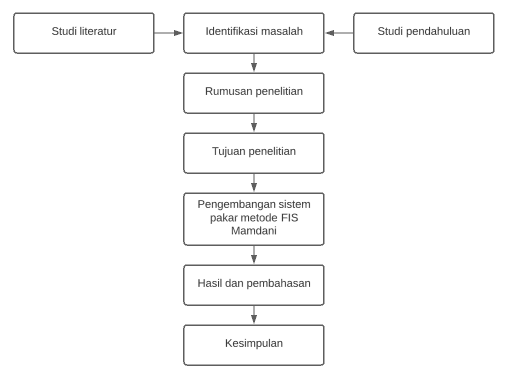 Studi literatur
Identifikasi masalah
Studi pendahuluan
Rumusan penelitian
Tujuan penelitian
Pengembangan sistem
pakar metode FIS
Mamdani
Hasil dan pembahasan
Kesimpulan